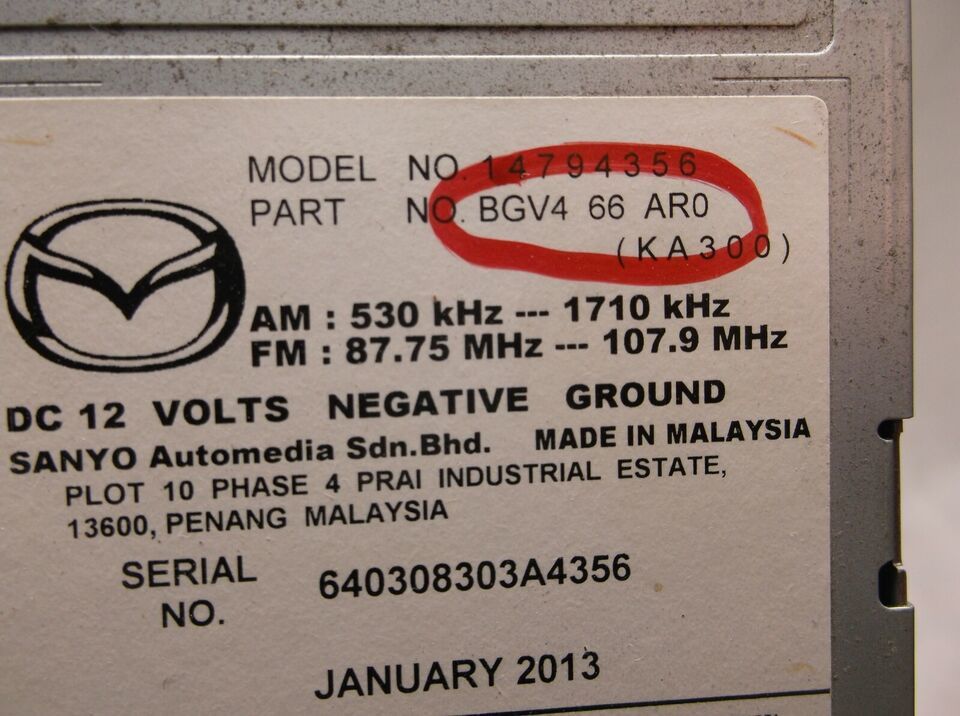 MODEL NO. 14794356
PART NO. BGV4 66 AR0
(KA300)
AM : 530 kHz --- 1710 kHz
FM : 87.75 MHz --- 107.9 MHz
DC 12 VOLTS NEGATIVE GROUND
SANYO Automedia Sdn.Bhd. MADE IN MALAYSIA
PLOT 10 PHASE 4 PRAI INDUSTRIAL ESTATE,
13600, PENANG MALAYSIA
SERIAL NO. 640308303A4356
JANUARY 2013